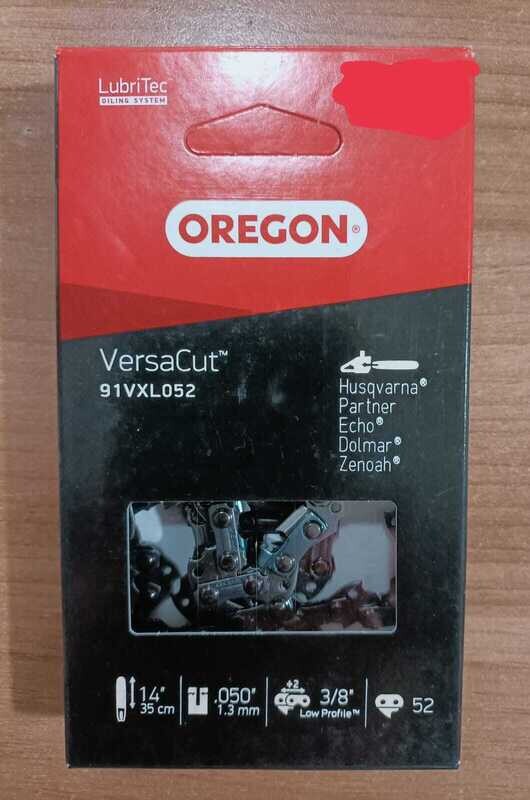 LubriTec™
OILING SYSTEM
OREGON®
VersaCut™
91VXL052
Husqvarna®
Partner
Echo®
Dolmar®
Zenoah®
14"
35 cm
.050"
1.3 mm
÷2
3/8"
Low Profile™
52